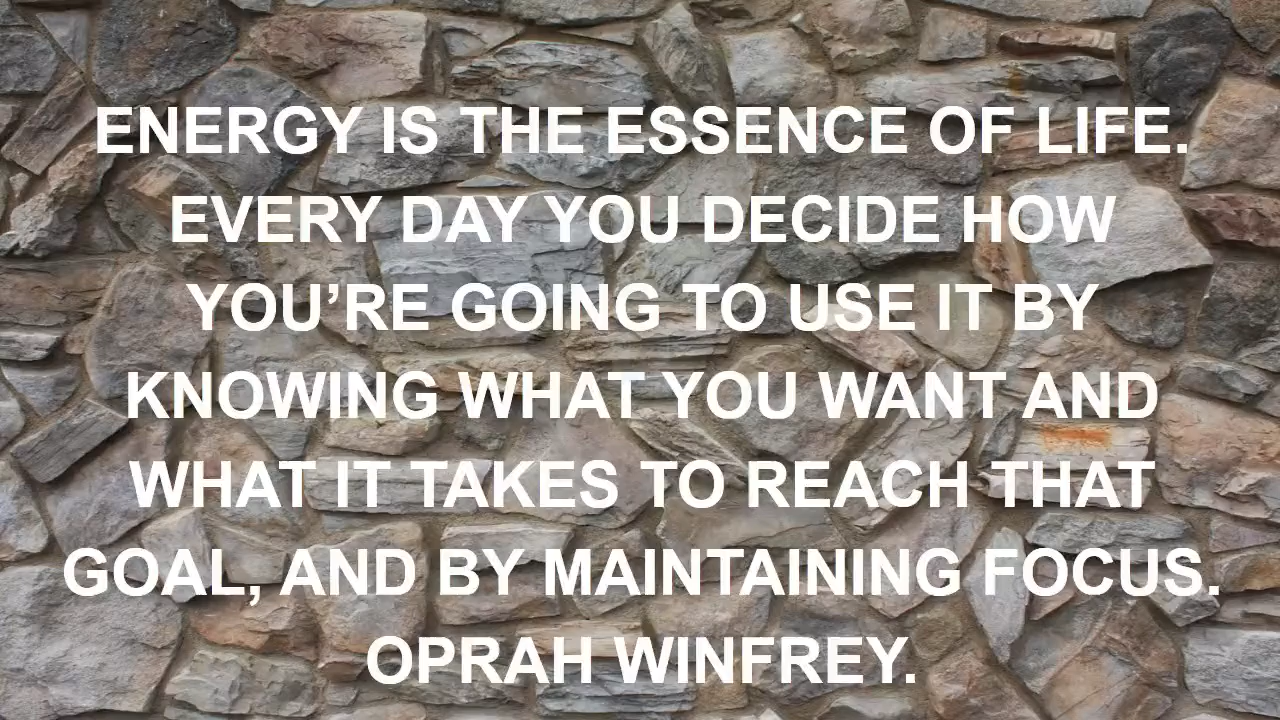 ENERGY IS THE ESSENCE OF LIFE.
EVERY DAY YOU DECIDE HOW
YOU’RE GOING TO USE IT BY
KNOWING WHAT YOU WANT AND
WHAT IT TAKES TO REACH THAT
GOAL, AND BY MAINTAINING FOCUS.
OPRAH WINFREY.